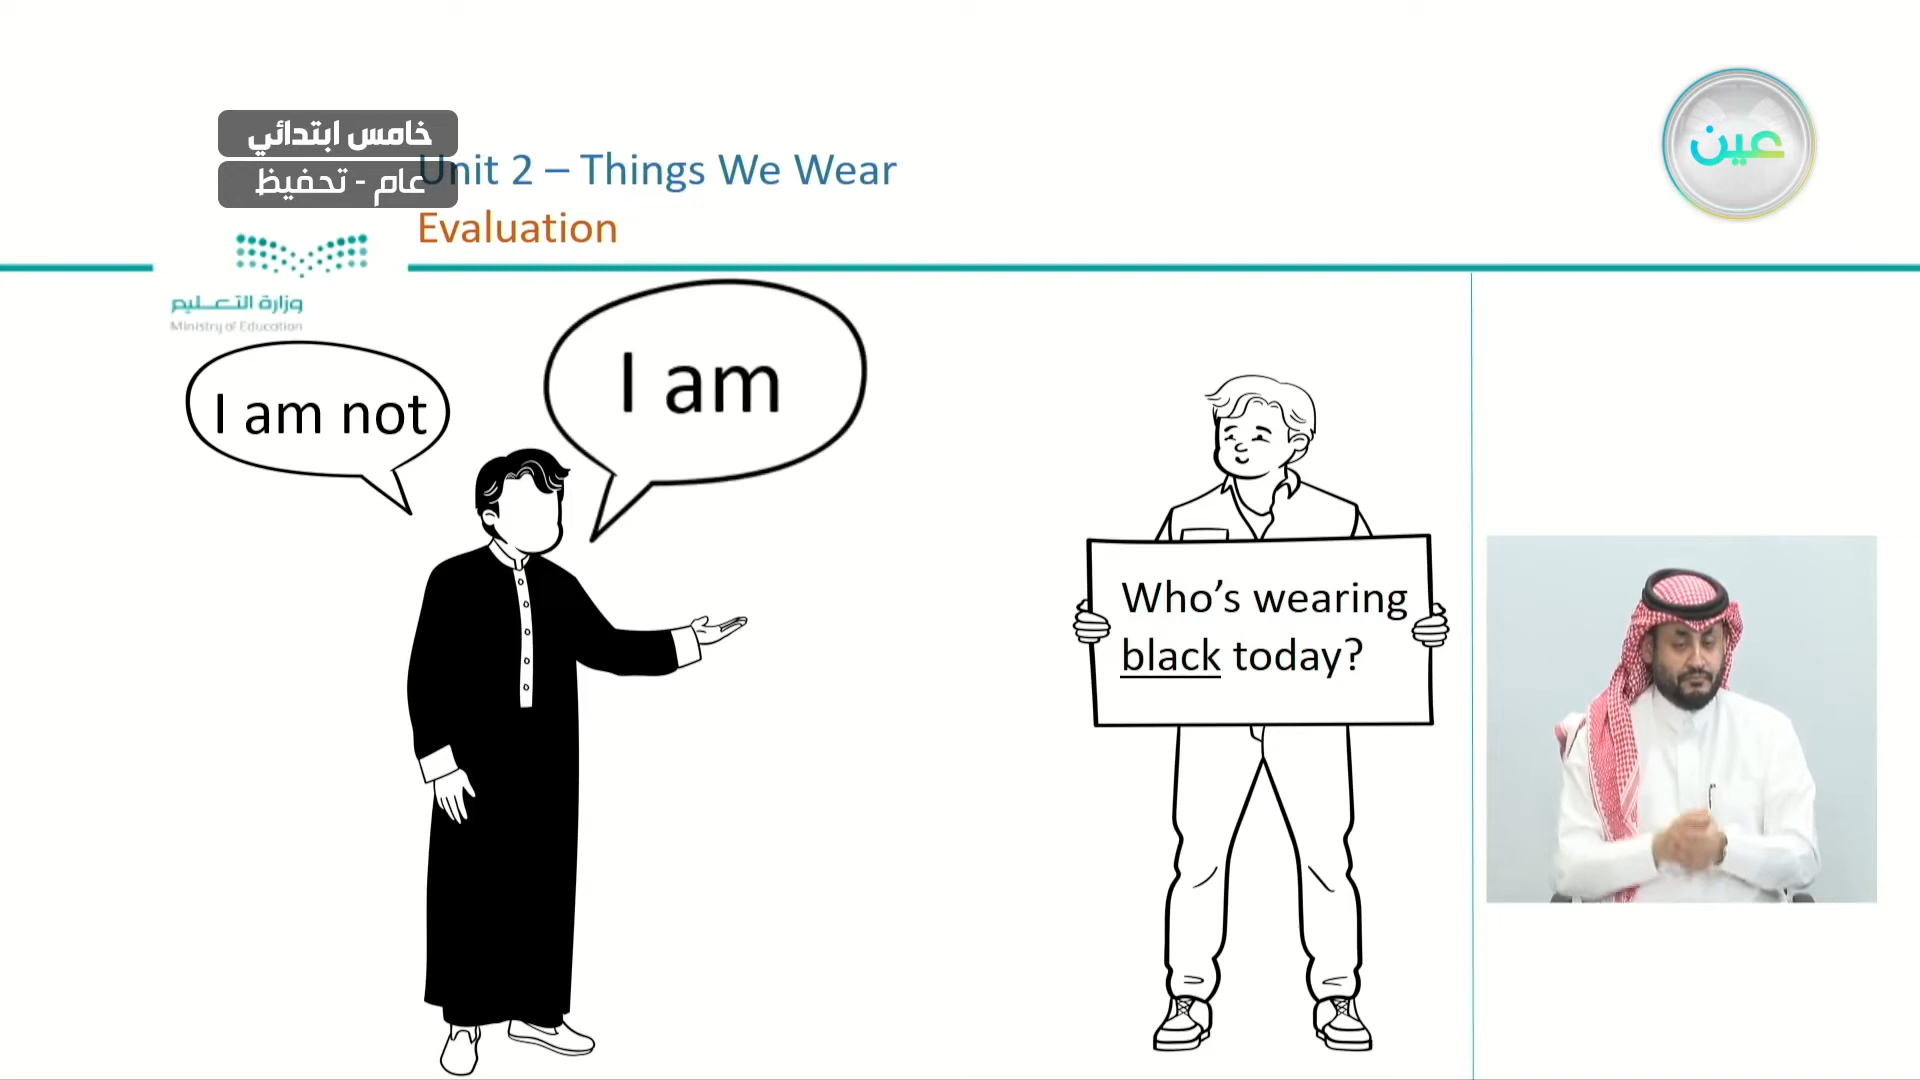 خامس ابتدائي
عام - تحفيظ
Unit 2 – Things We Wear
Evaluation
عين
وزارة التعليم
Ministry of Education
I am not
I am
Who's wearing
black today?